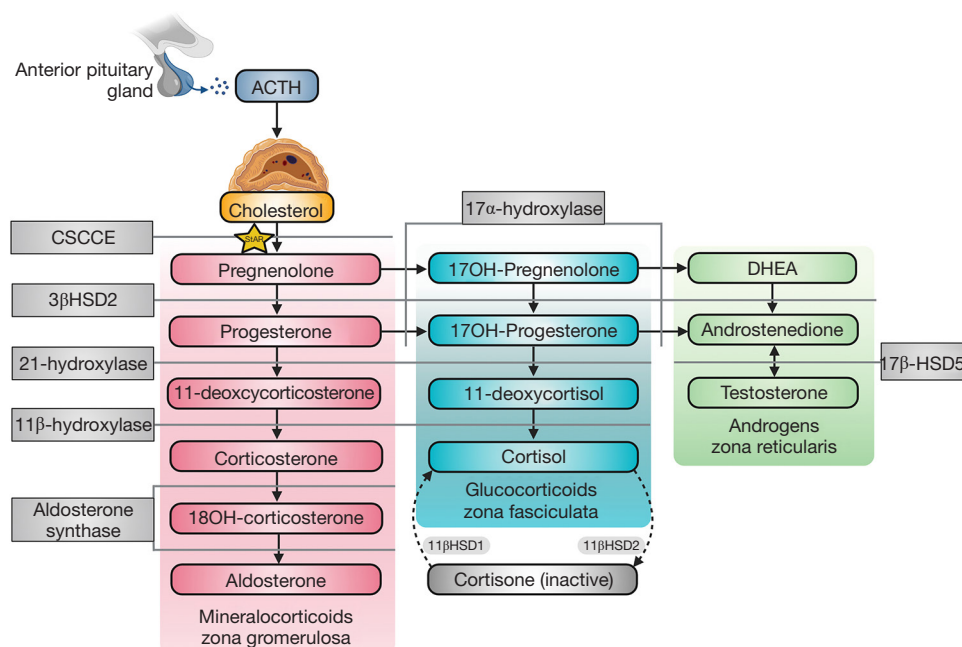 Anterior pituitary
gland
ACTH
Cholesterol
StAR
17α-hydroxylase
CSCCE
Pregnenolone
17OH-Pregnenolone
DHEA
3βHSD2
Progesterone
17OH-Progesterone
Androstenedione
21-hydroxylase
17β-HSD5
11-deoxcycorticosterone
11-deoxycortisol
Testosterone
11β-hydroxylase
Androgens
zona reticularis
Corticosterone
Cortisol
Glucocorticoids
zona fasciculata
Aldosterone
synthase
18OH-corticosterone
11βHSD1
11βHSD2
Aldosterone
Cortisone (inactive)
Mineralocorticoids
zona gromerulosa